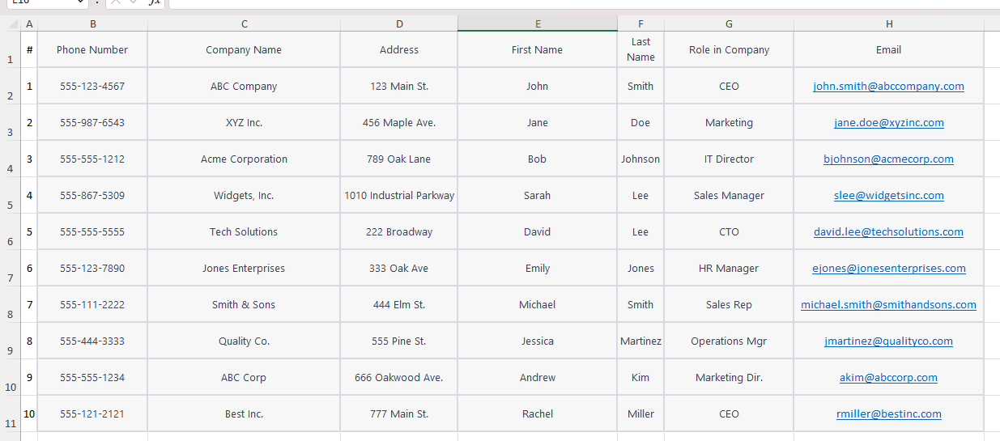 E10 fx
A B C D E F G H
1 # Phone Number Company Name Address First Name Last Name Role in Company Email
2 1 555-123-4567 ABC Company 123 Main St. John Smith CEO john.smith@abccompany.com
3 2 555-987-6543 XYZ Inc. 456 Maple Ave. Jane Doe Marketing jane.doe@xyzinc.com
4 3 555-555-1212 Acme Corporation 789 Oak Lane Bob Johnson IT Director bjohnson@acmecorp.com
5 4 555-867-5309 Widgets, Inc. 1010 Industrial Parkway Sarah Lee Sales Manager slee@widgetsinc.com
6 5 555-555-5555 Tech Solutions 222 Broadway David Lee CTO david.lee@techsolutions.com
7 6 555-123-7890 Jones Enterprises 333 Oak Ave Emily Jones HR Manager ejones@jonesenterprises.com
8 7 555-111-2222 Smith & Sons 444 Elm St. Michael Smith Sales Rep michael.smith@smithandsons.com
9 8 555-444-3333 Quality Co. 555 Pine St. Jessica Martinez Operations Mgr jmartinez@qualityco.com
10 9 555-555-1234 ABC Corp 666 Oakwood Ave. Andrew Kim Marketing Dir. akim@abccorp.com
11 10 555-121-2121 Best Inc. 777 Main St. Rachel Miller CEO rmiller@bestinc.com